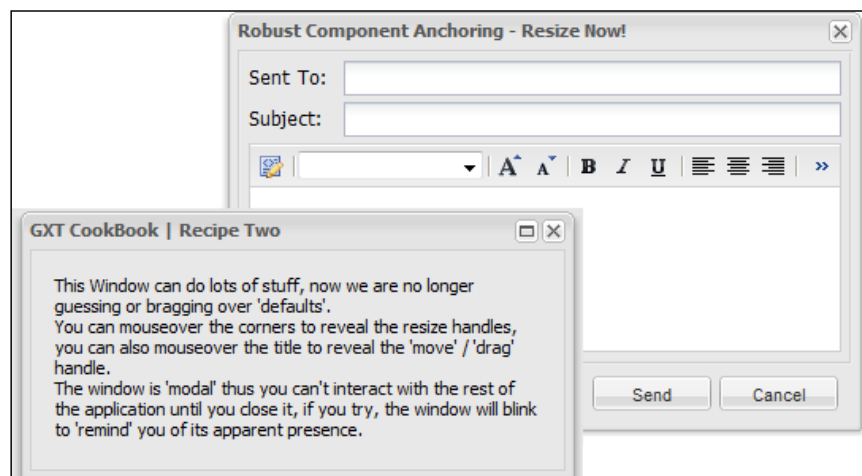 Robust Component Anchoring - Resize Now!
Sent To:
Subject:
A A B I U »
GXT CookBook | Recipe Two
This Window can do lots of stuff, now we are no longer
guessing or bragging over 'defaults'.
You can mouseover the corners to reveal the resize handles,
you can also mouseover the title to reveal the 'move' / 'drag'
handle.
The window is 'modal' thus you can't interact with the rest of
the application until you close it, if you try, the window will blink
to 'remind' you of its apparent presence.
Send Cancel